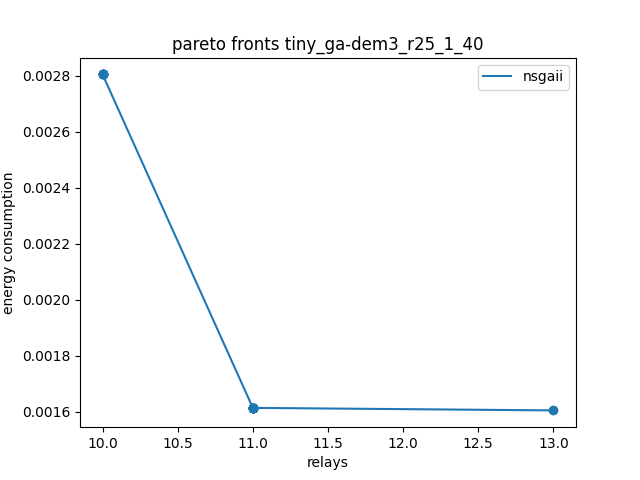 pareto fronts tiny_ga-dem3_r25_1_40
nsgaii
0.0028
0.0026
0.0024
0.0022
0.0020
0.0018
0.0016
energy consumption
10.0 10.5 11.0 11.5 12.0 12.5 13.0
relays